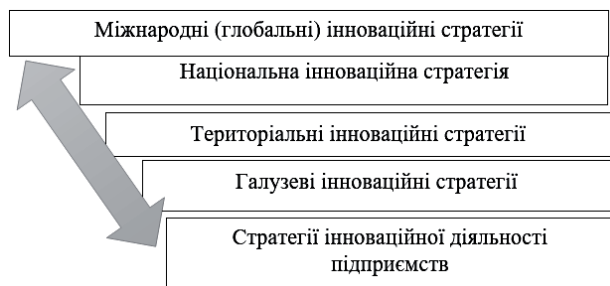 Міжнародні (глобальні) інноваційні стратегії
Національна інноваційна стратегія
Територіальні інноваційні стратегії
Галузеві інноваційні стратегії
Стратегії інноваційної діяльності
підприємств